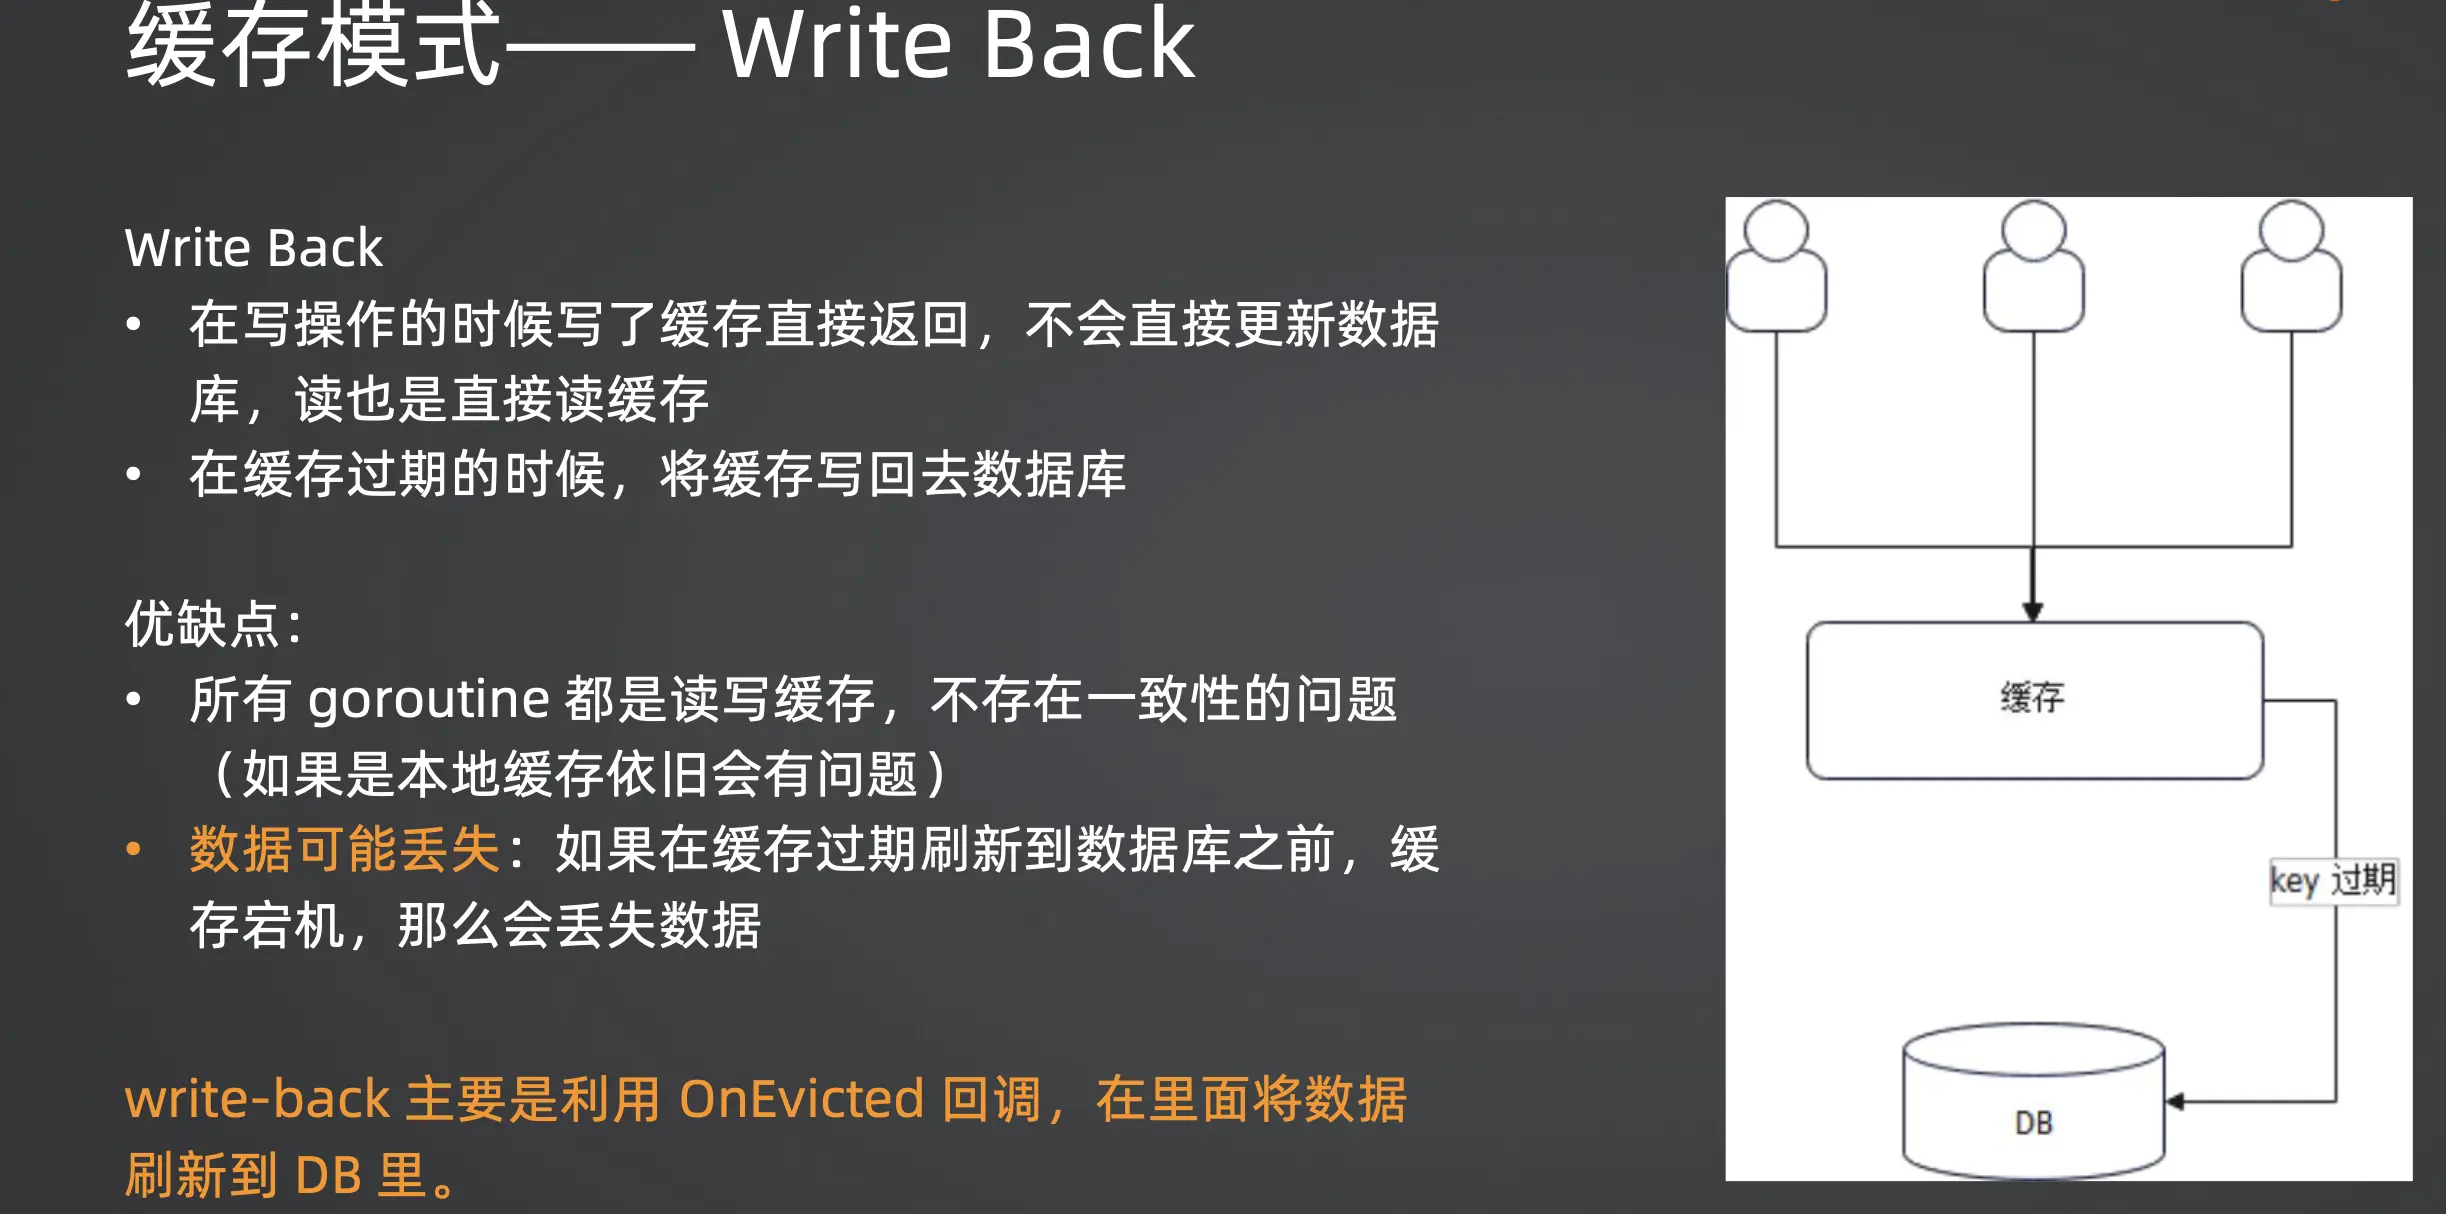 缓存模式—— Write Back
Write Back
• 在写操作的时候写了缓存直接返回，不会直接更新数据
库，读也是直接读缓存
• 在缓存过期的时候，将缓存写回去数据库
优缺点：
• 所有 goroutine 都是读写缓存，不存在一致性的问题
（如果是本地缓存依旧会有问题）
• 数据可能丢失：如果在缓存过期刷新到数据库之前，缓
存宕机，那么会丢失数据
write-back 主要是利用 OnEvicted 回调，在里面将数据
刷新到 DB 里。
缓存
key 过期
DB